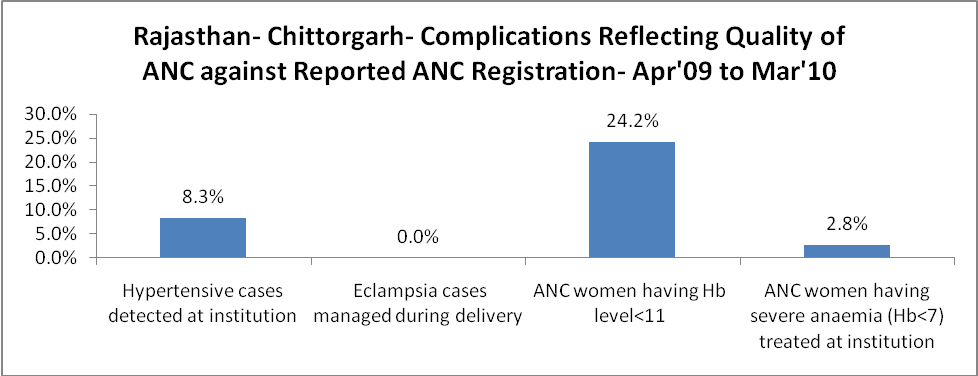 Rajasthan- Chittorgarh- Complications Reflecting Quality of
ANC against Reported ANC Registration- Apr'09 to Mar'10
30.0%
25.0%
20.0%
15.0%
10.0%
5.0%
0.0%
8.3%
0.0%
24.2%
2.8%
Hypertensive cases
detected at institution
Eclampsia cases
managed during delivery
ANC women having Hb
level<11
ANC women having
severe anaemia (Hb<7)
treated at institution